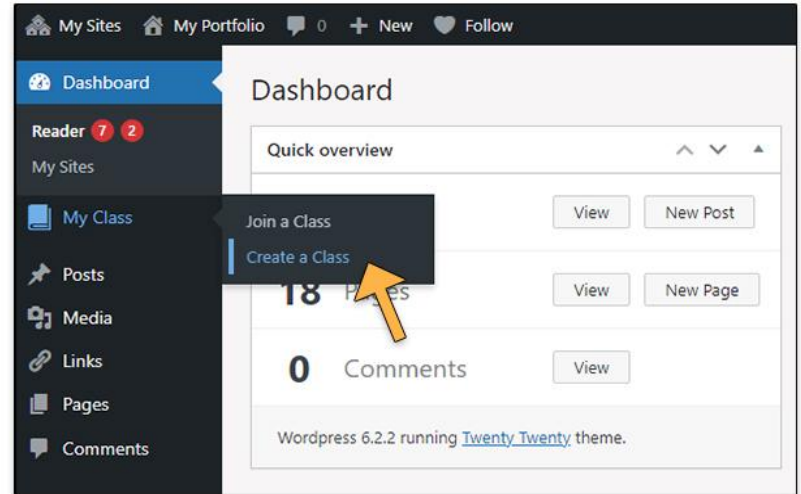 My Sites My Portfolio 0 + New Follow
Dashboard
Reader 7 2
My Sites
My Class
Join a Class
Create a Class
Posts
Media
Links
Pages
Comments
Dashboard
Quick overview
View New Post
18 Pages View New Page
0 Comments View
Wordpress 6.2.2 running Twenty Twenty theme.